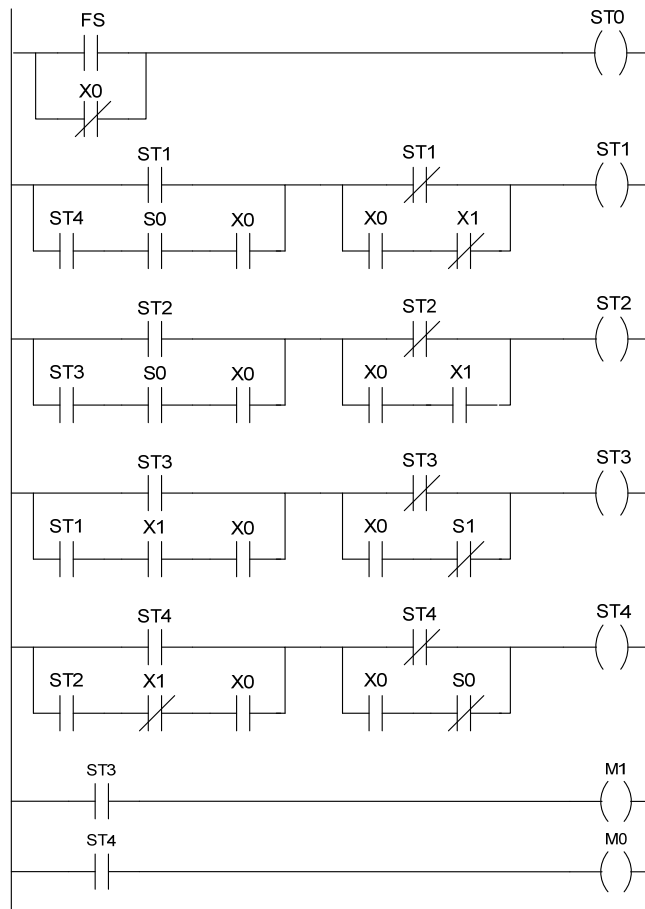 FS ST0
X0
ST1 ST1 ST1
ST4 S0 X0 X0 X1
ST2 ST2 ST2
ST3 S0 X0 X0 X1
ST3 ST3 ST3
ST1 X1 X0 X0 S1
ST4 ST4 ST4
ST2 X1 X0 X0 S0
ST3 M1
ST4 M0